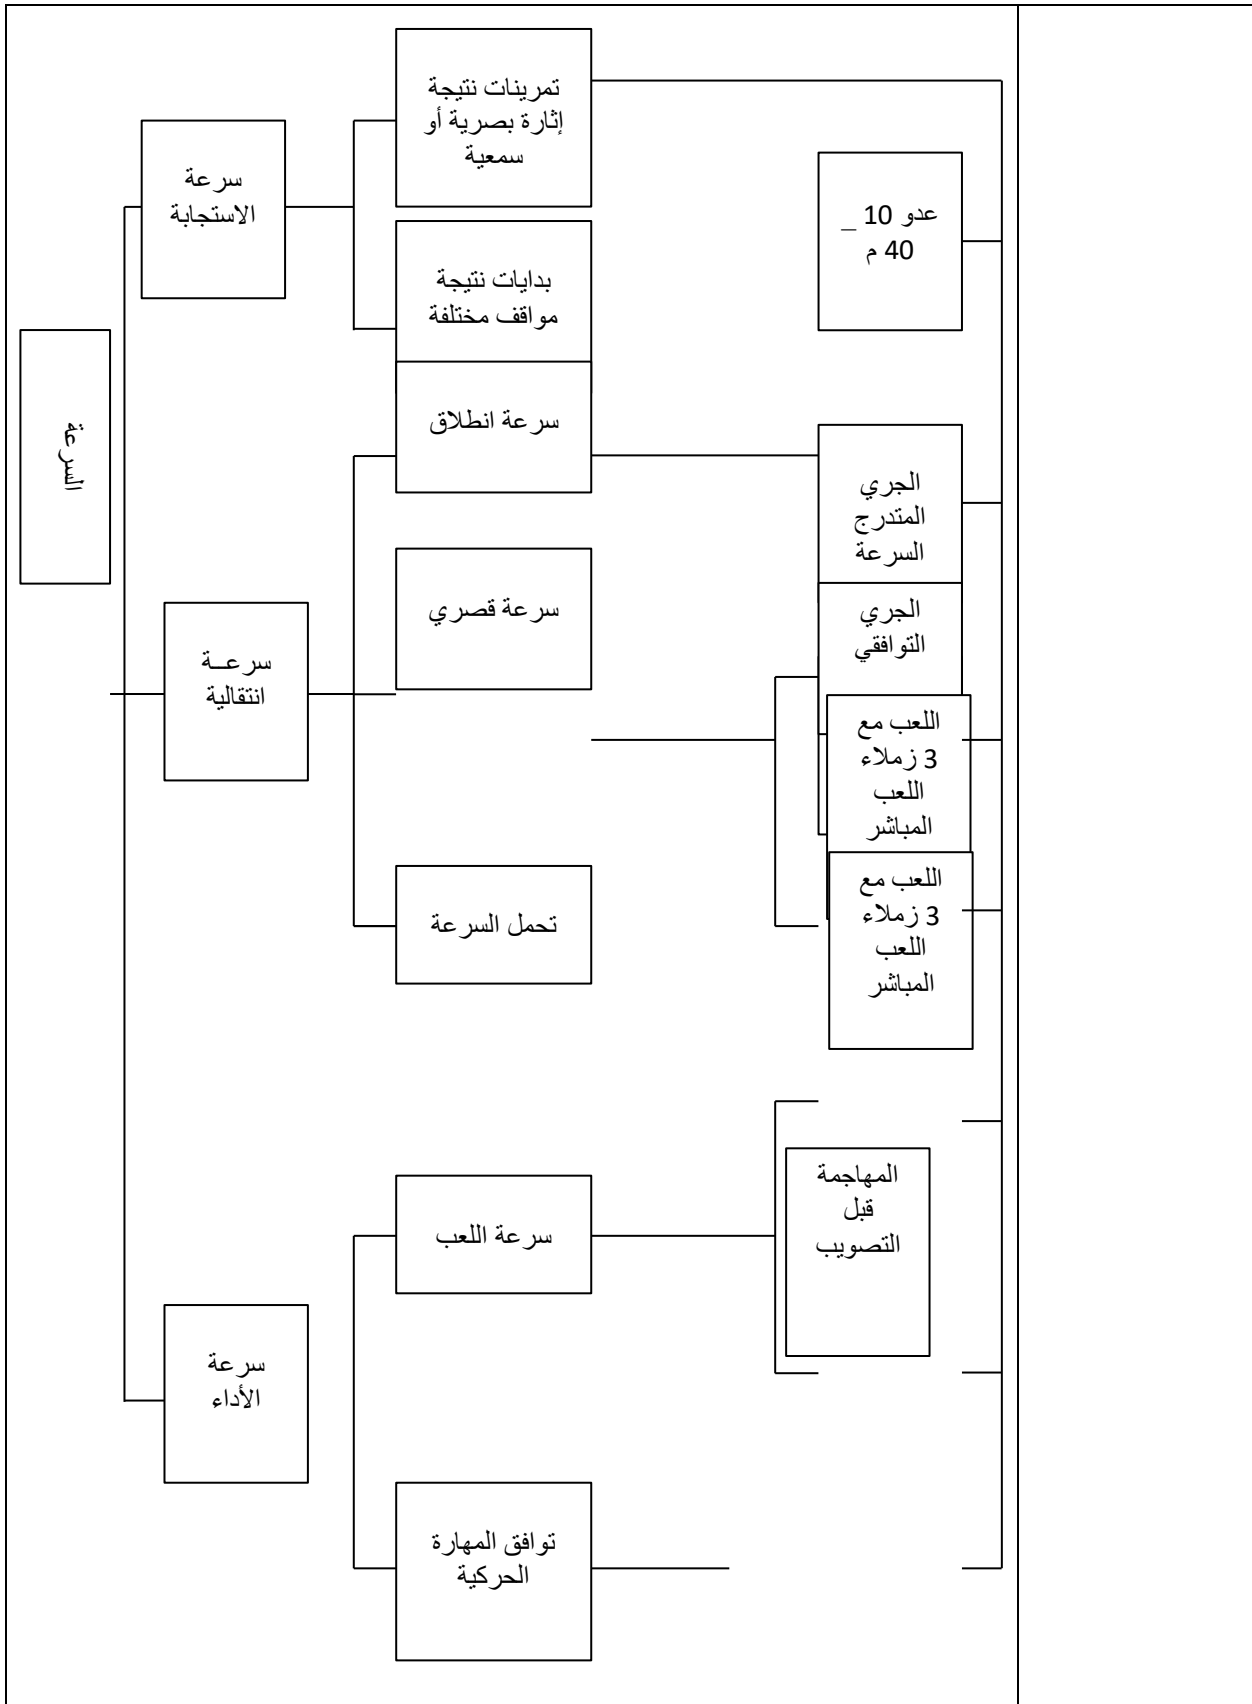 السرعة
سرعة
الاستجابة
تمرينات نتيجة
إثارة بصرية أو
سمعية
بدايات نتيجة
مواقف مختلفة
سرعـة
انتقالية
سرعة انطلاق
سرعة قصري
تحمل السرعة
عدو 10 _
40 م
الجري
المتدرج
السرعة
الجري
التوافقي
اللعب مع
3 زملاء
اللعب
المباشر
اللعب مع
3 زملاء
اللعب
المباشر
سرعة
الأداء
سرعة اللعب
المهاجمة
قبل
التصويب
توافق المهارة
الحركية